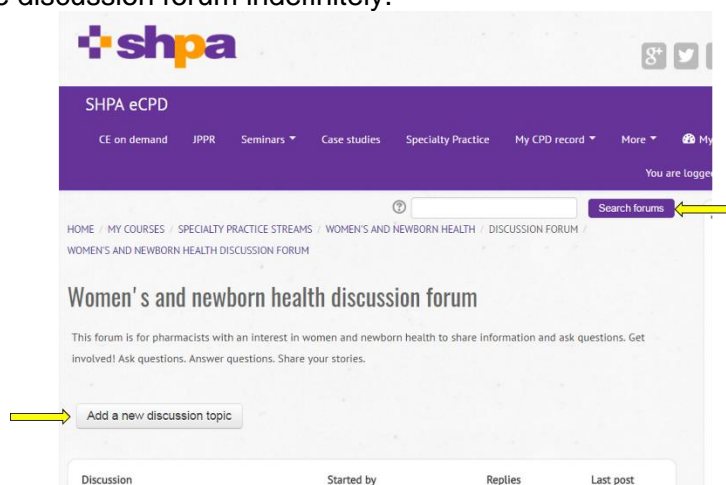 e discussion forum indefinitely.
shpa
SHPA eCPD
CE on demand JPPR Seminars Case studies Specialty Practice My CPD record More My
You are logge
Search forums
HOME / MY COURSES / SPECIALTY PRACTICE STREAMS / WOMEN'S AND NEWBORN HEALTH / DISCUSSION FORUM /
WOMEN'S AND NEWBORN HEALTH DISCUSSION FORUM
Women's and newborn health discussion forum
This forum is for pharmacists with an interest in women and newborn health to share information and ask questions. Get
involved! Ask questions. Answer questions. Share your stories.
Add a new discussion topic
Discussion Started by Replies Last post